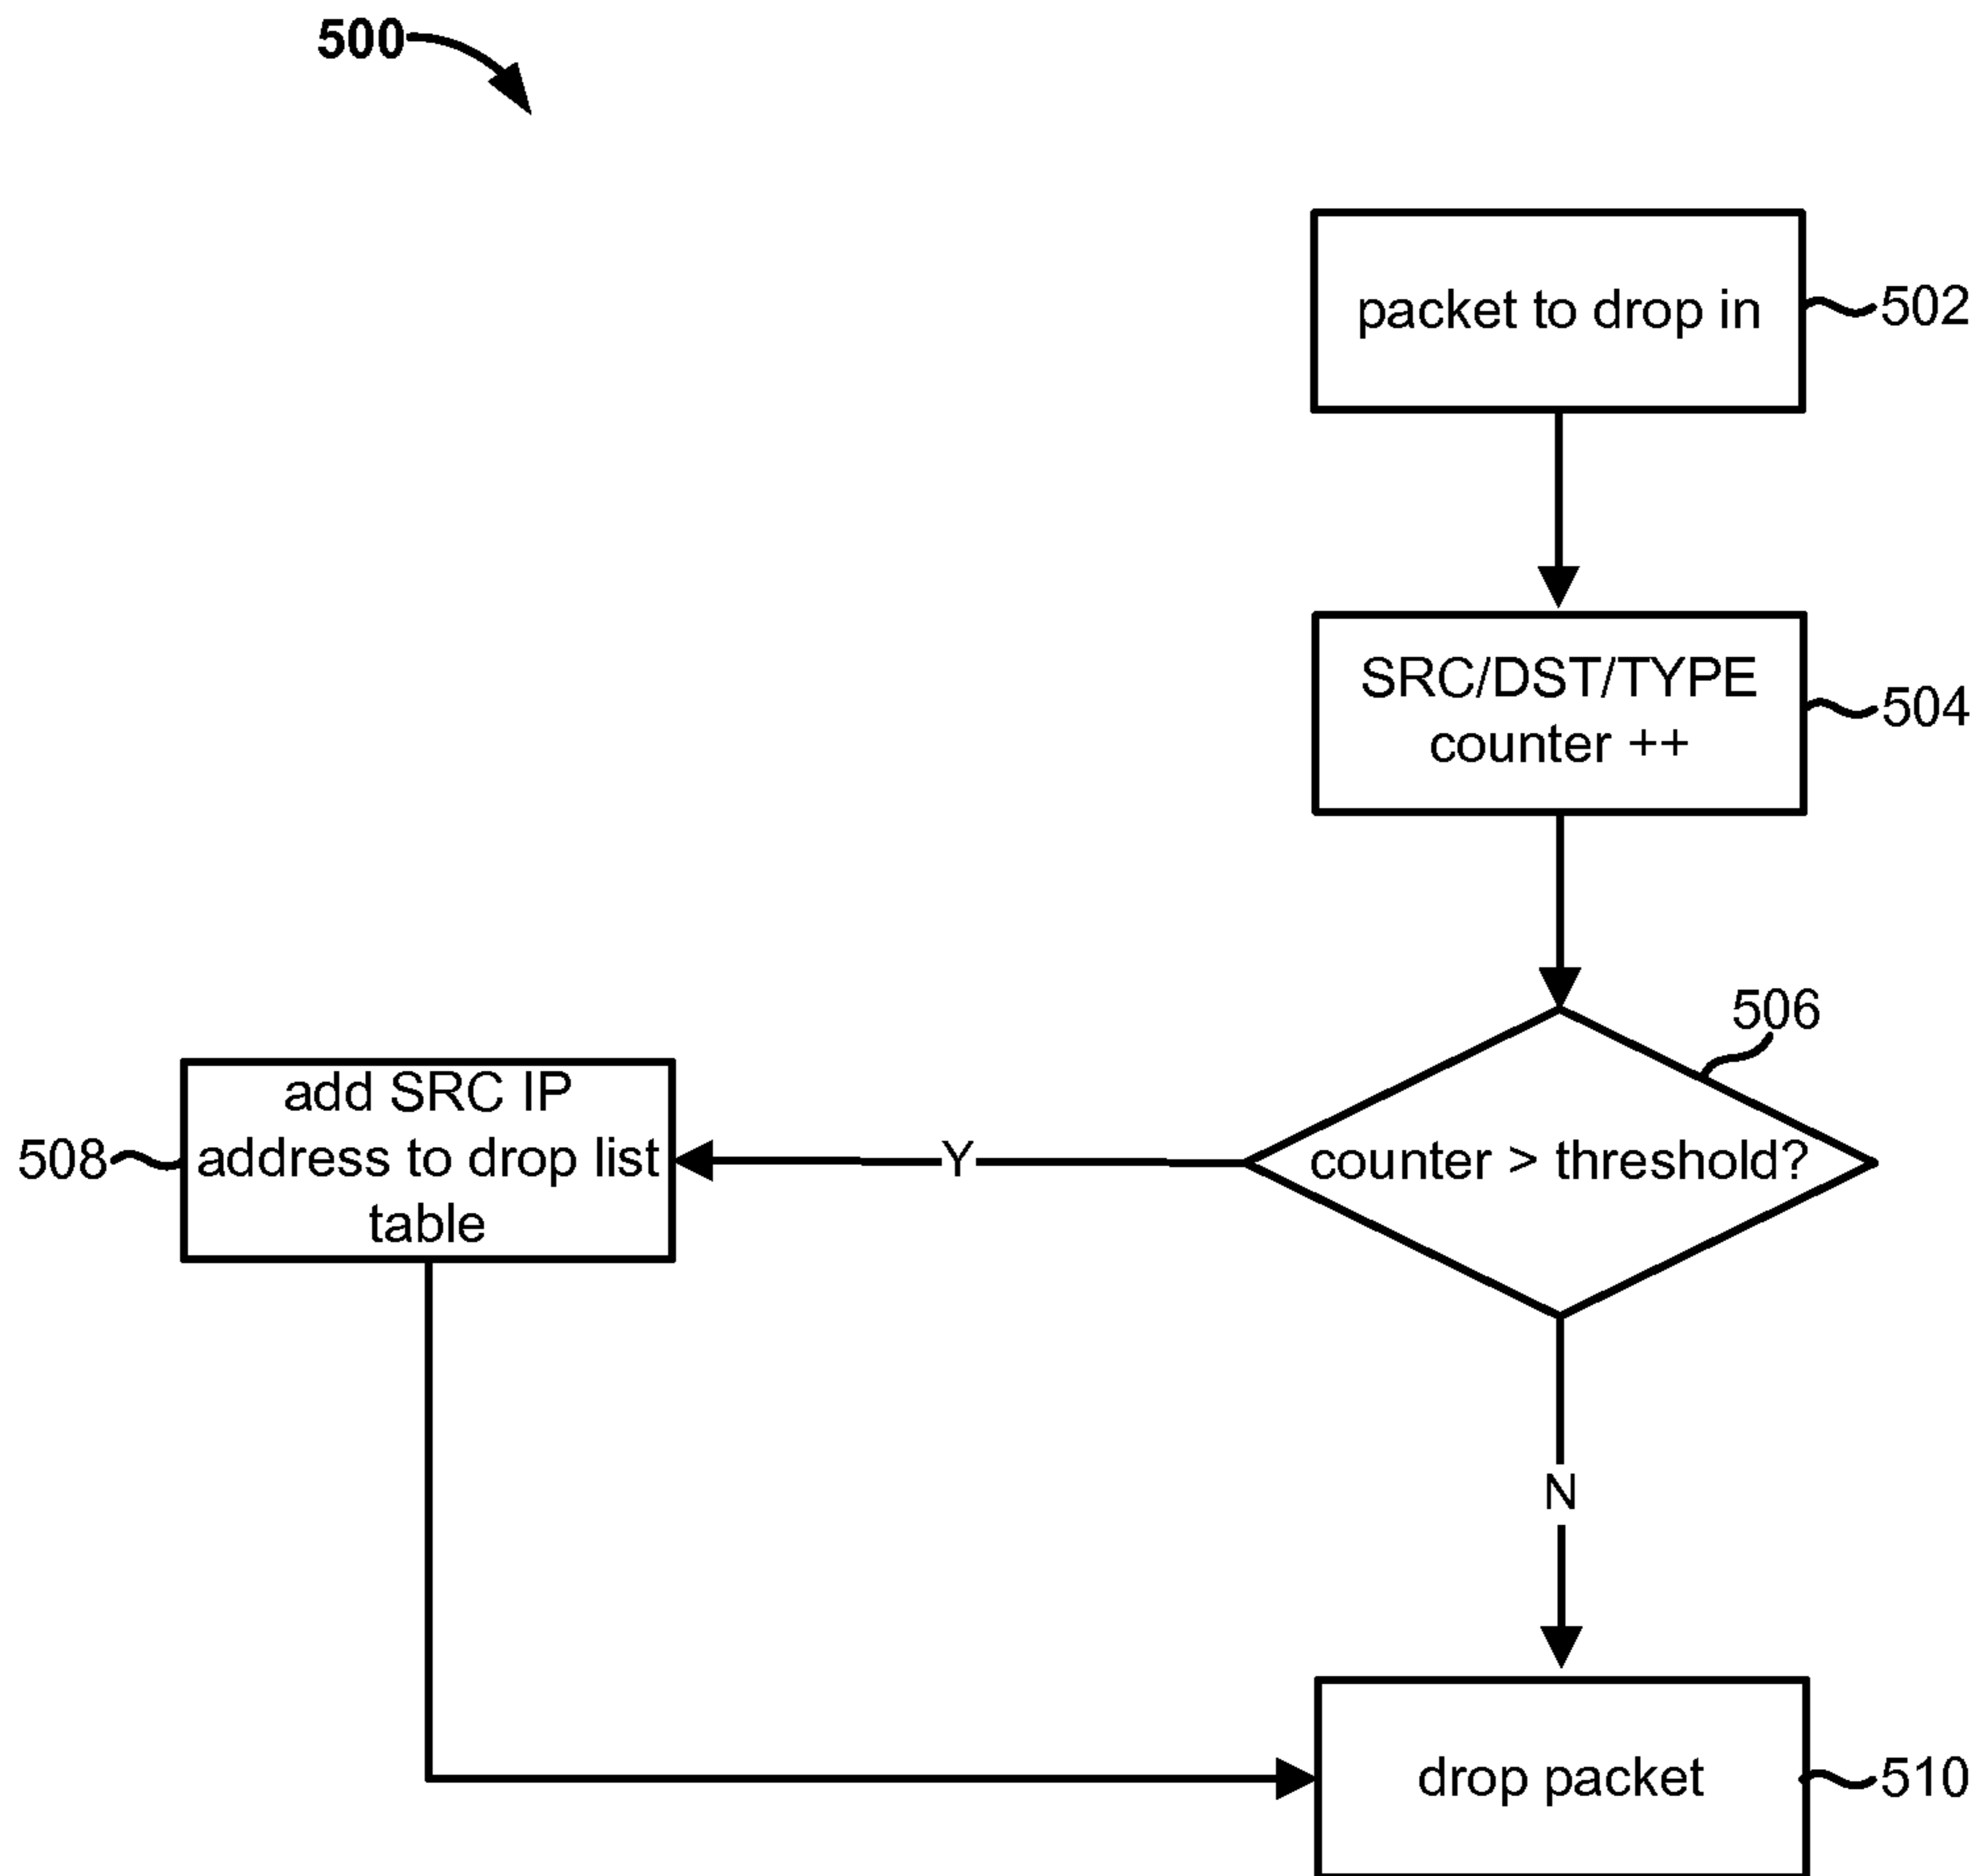 500
packet to drop in
502
SRC/DST/TYPE
counter ++
504
506
counter > threshold?
Y
add SRC IP
address to drop list
table
508
N
drop packet
510